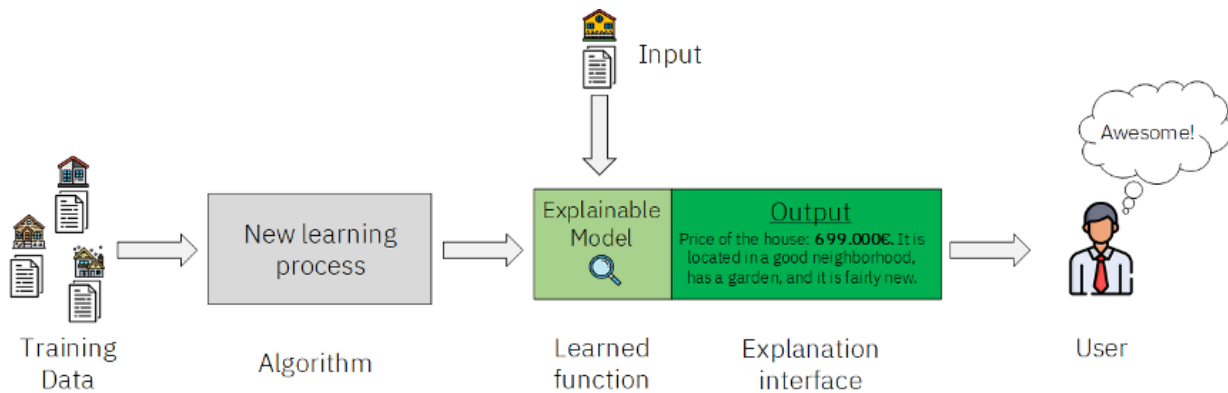 Input
Awesome!
New learning
process
Explainable
Model
Output
Price of the house: 699.000€. It is
located in a good neighborhood,
has a garden, and it is fairly new.
Training
Data
Algorithm
Learned
function
Explanation
interface
User